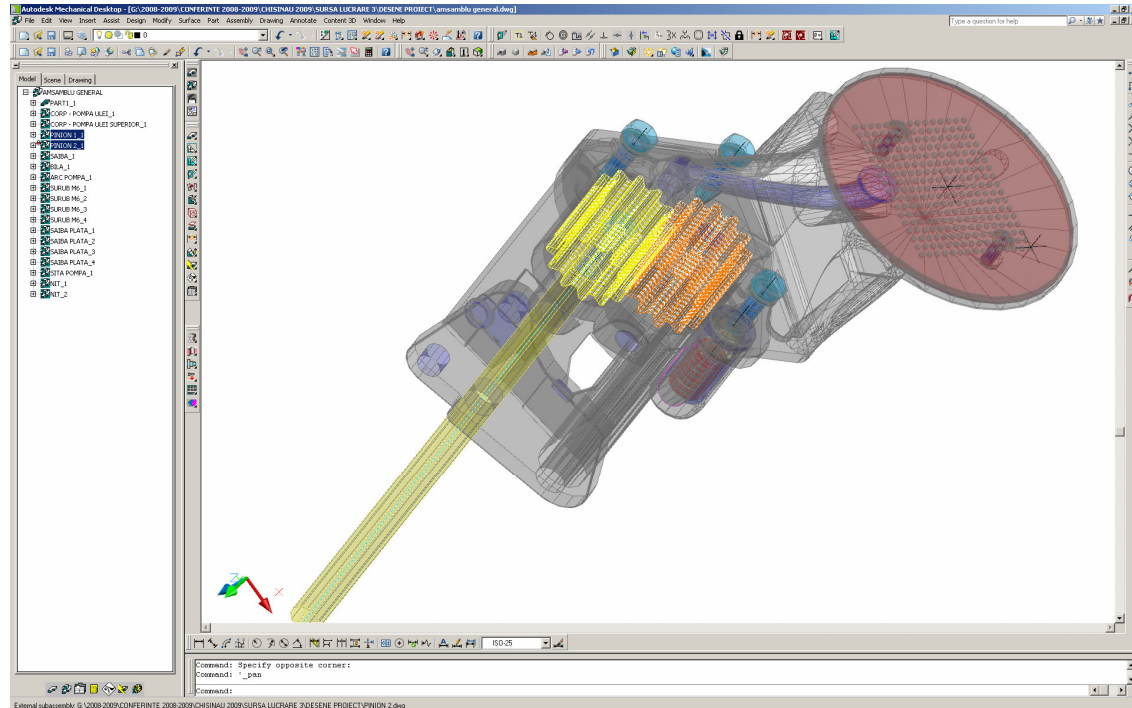 Autodesk Mechanical Desktop - [G:\2008-2009\CONFERINTE 2008-2009\CHISINAU 2009\SURSA LUCRARE 3\DESENE PROIECT\amsamblu general.dwg]
File Edit View Insert Assist Design Modify Surface Part Assembly Drawing Annotate Content 3D Window Help
Type a question for help
0
Model Scene Drawing
AMSAMBLU GENERAL
PART1_1
CORP - POMPA ULEI_1
CORP - POMPA ULEI SUPERIOR_1
PINION 1_1
PINION 2_1
SAIBA_1
BILA_1
ARC POMPA_1
SURUB M6_1
SURUB M6_2
SURUB M6_3
SURUB M6_4
SAIBA PLATA_1
SAIBA PLATA_2
SAIBA PLATA_3
SAIBA PLATA_4
SITA POMPA_1
NIT_1
NIT_2
X
ISO-25
Command: Specify opposite corner:
Command: '_pan
Command:
External subassembly: G:\2008-2009\CONFERINTE 2008-2009\CHISINAU 2009\SURSA LUCRARE 3\DESENE PROIECT\PINION 2.dwg